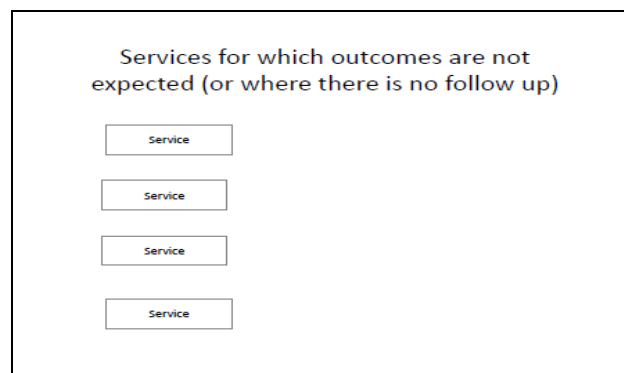 Services for which outcomes are not
expected (or where there is no follow up)
Service
Service
Service
Service